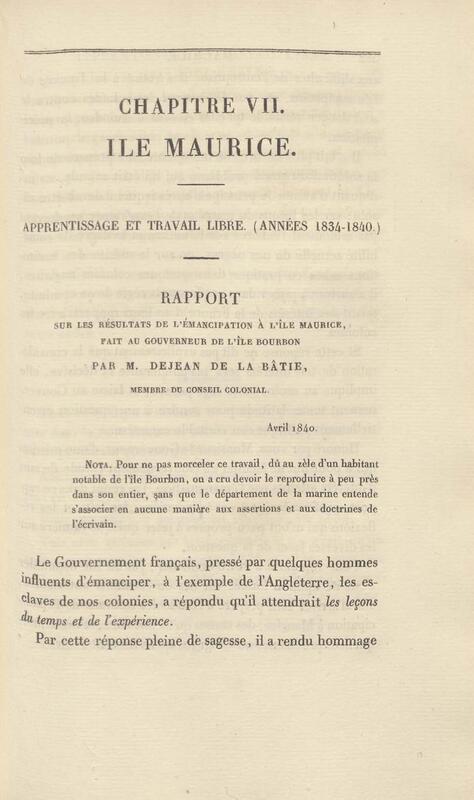 CHAPITRE VII.
ILE MAURICE.
APPRENTISSAGE ET TRAVAIL LIBRE. (ANNÉES 1834-1840.)
RAPPORT
SUR LES RÉSULTATS DE L'ÉMANCIPATION À L'ÎLE MAURICE,
FAIT AU GOUVERNEUR DE L'ÎLE BOURBON
PAR M. DEJEAN DE LA BÂTIE,
MEMBRE DU CONSEIL COLONIAL.
Avril 1840.
NOTA. Pour ne pas morceler ce travail, dû au zèle d'un habitant
notable de l'île Bourbon, on a cru devoir le reproduire à peu près
dans son entier, sans que le département de la marine entende
s'associer en aucune manière aux assertions et aux doctrines de
l'écrivain.
Le Gouvernement français, pressé par quelques hommes
influents d'émanciper, à l'exemple de l'Angleterre, les es-
claves de nos colonies, a répondu qu'il attendrait les leçons
du temps et de l'expérience.
Par cette réponse pleine de sagesse, il a rendu hommage